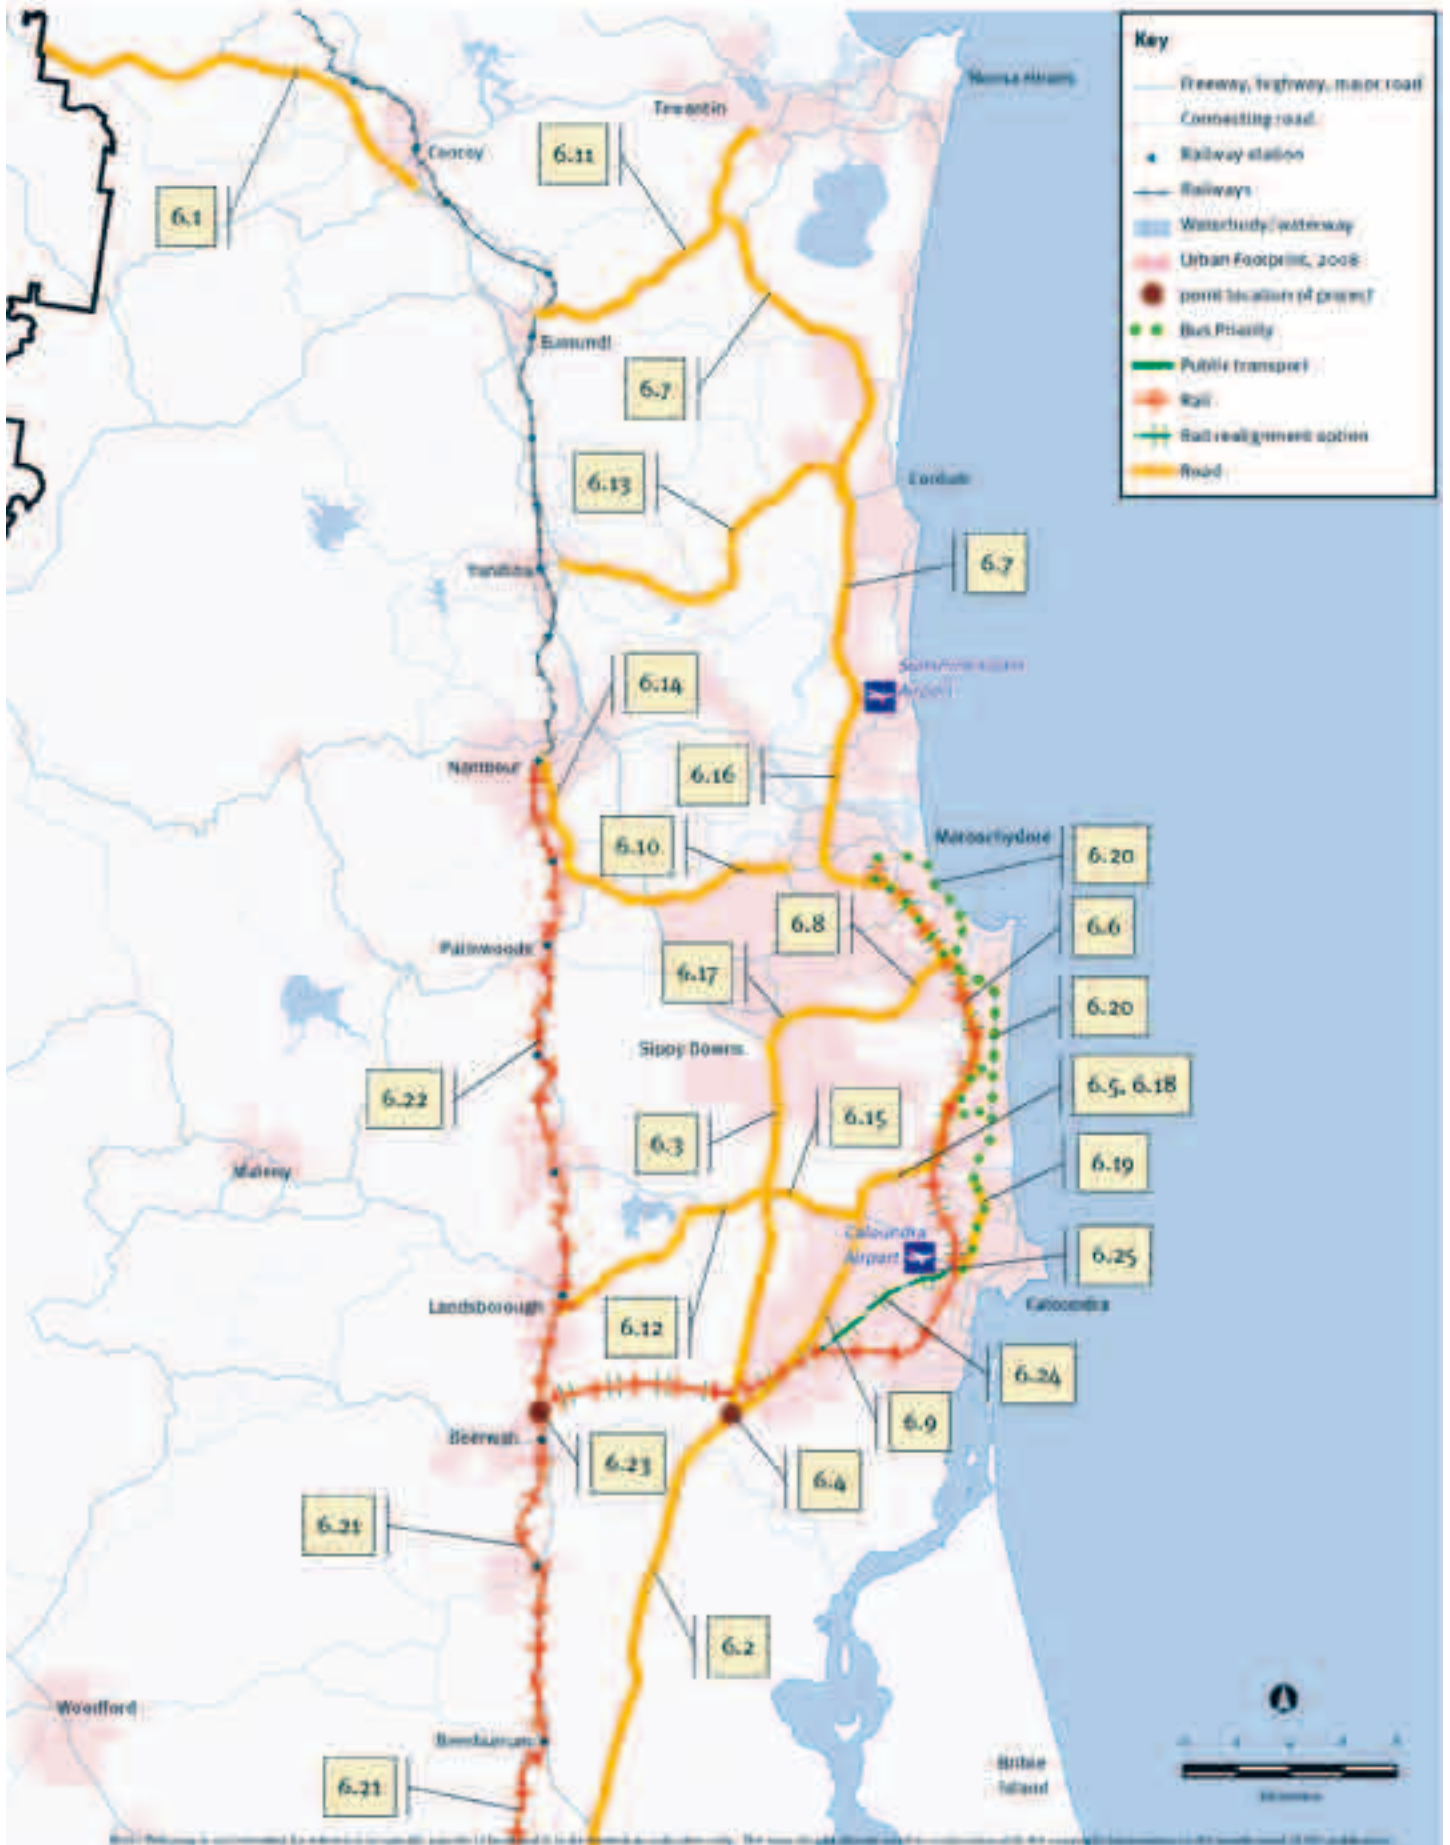 Key
Freeway, highway, major road
Connecting road
Railway station
Railways
Waterbody/waterway
Urban Footprint, 2008
point location of project
Bus Priority
Public transport
Rail
Rail realignment option
Road
Noosa Heads
Tewantin
6.11
Cooroy
6.1
Eumundi
6.7
6.13
Coolum
6.7
Yandina
Sunshine Coast
Airport
6.14
Nambour
6.16
Maroochydore
6.10
6.20
6.8
6.6
Palmwoods
6.17
6.20
Sippy Downs
6.5, 6.18
6.22
6.15
6.3
6.19
Maleny
Caloundra
Airport
6.25
Landsborough
Caloundra
6.12
6.24
6.9
Beerwah
6.23
6.4
6.21
6.2
Woodford
Beerburrum
Bribie
Island
6.21